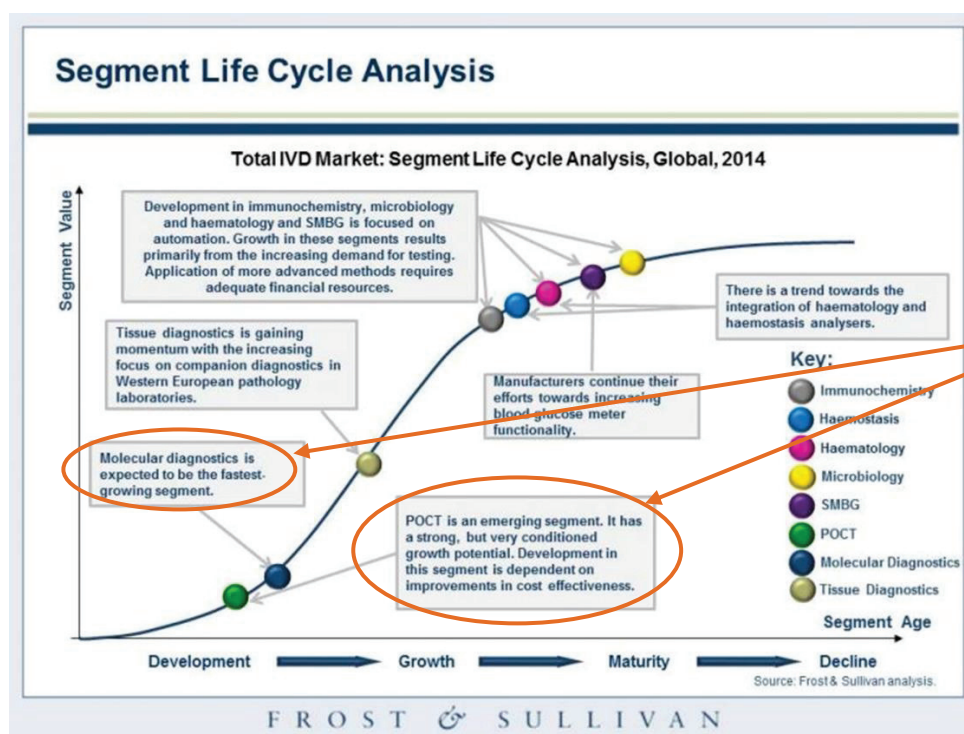 Segment Life Cycle Analysis
Total IVD Market: Segment Life Cycle Analysis, Global, 2014
Segment Value
Development in immunochemistry, microbiology
and haematology and SMBG is focused on
automation. Growth in these segments results
primarily from the increasing demand for testing.
Application of more advanced methods requires
adequate financial resources.
There is a trend towards the
integration of haematology and
haemostasis analysers.
Tissue diagnostics is gaining
momentum with the increasing
focus on companion diagnostics in
Western European pathology
laboratories.
Manufacturers continue their
efforts towards increasing
blood glucose meter
functionality.
Molecular diagnostics is
expected to be the fastest-
growing segment.
POCT is an emerging segment. It has
a strong, but very conditioned
growth potential. Development in
this segment is dependent on
improvements in cost effectiveness.
Key:
Immunochemistry
Haemostasis
Haematology
Microbiology
SMBG
POCT
Molecular Diagnostics
Tissue Diagnostics
Segment Age
Development
Growth
Maturity
Decline
Source: Frost & Sullivan analysis.
FROST & SULLIVAN